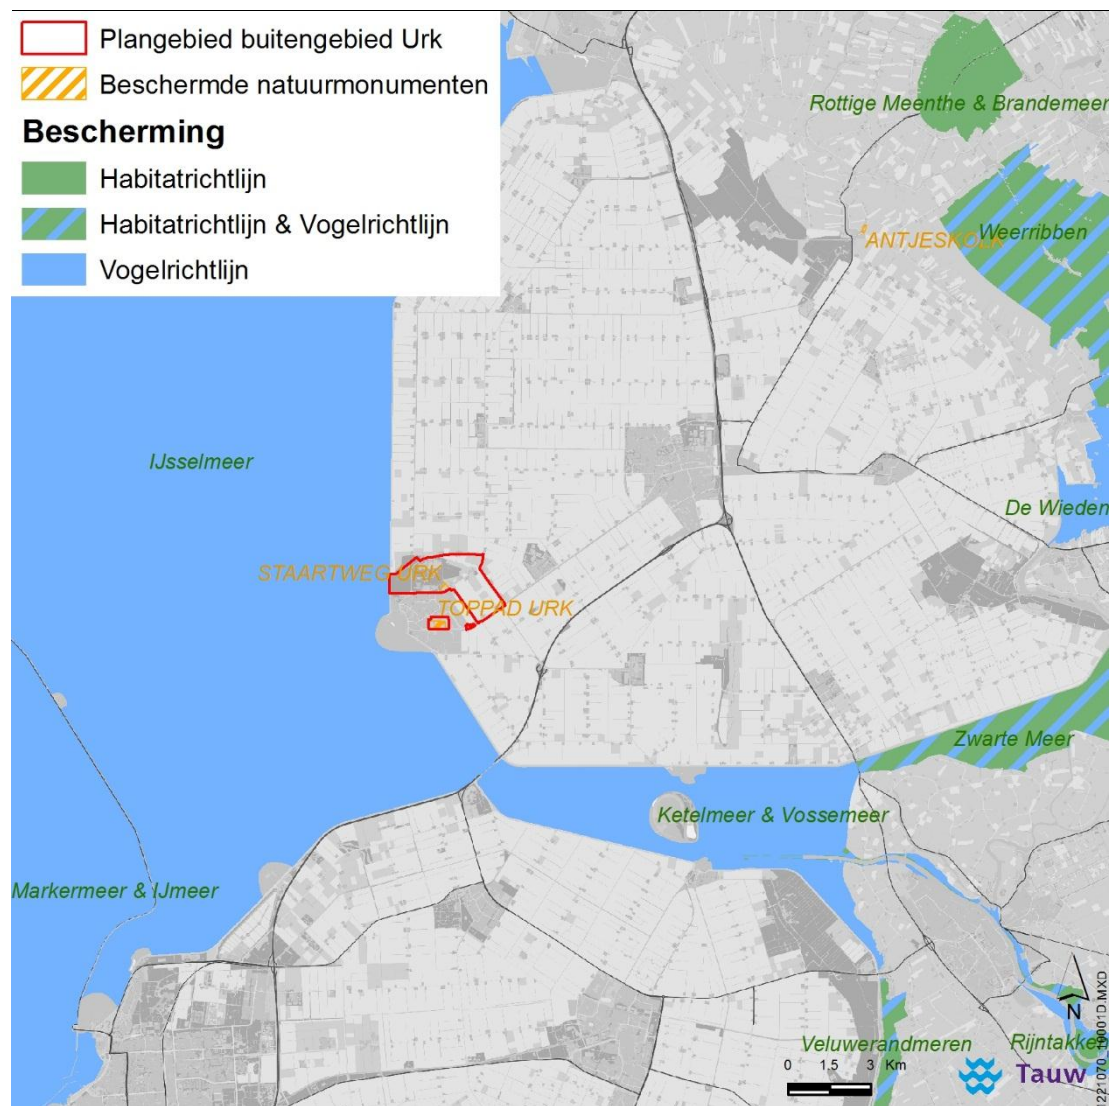 Plangebied buitengebied Urk
Beschermde natuurmonumenten
Bescherming
Habitatrichtlijn
Habitatrichtlijn & Vogelrichtlijn
Vogelrichtlijn
Rottige Meenthe & Brandemeer
ANTJESKOLK
Weerribben
IJsselmeer
De Wieden
STAARTWEG URK
TOPPAD URK
Zwarte Meer
Ketelmeer & Vossemeer
Markermeer & IJmeer
N
Veluwerandmeren
Rijntakken
0 1.5 3 Km
Tauw